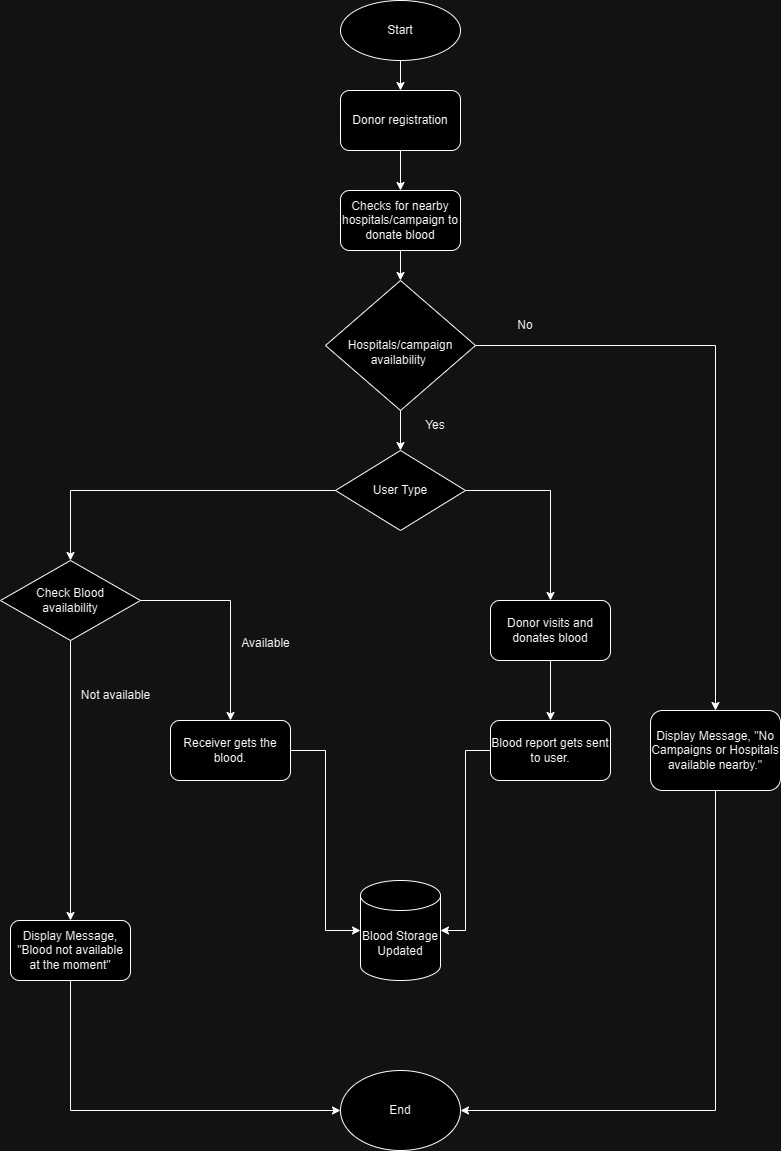 Start
Donor registration
Checks for nearby
hospitals/campaign to
donate blood
Hospitals/campaign
availability
No
Yes
User Type
Check Blood
availability
Available
Not available
Donor visits and
donates blood
Receiver gets the
blood.
Blood report gets sent
to user.
Display Message, "No
Campaigns or Hospitals
available nearby."
Display Message,
"Blood not available
at the moment"
Blood Storage
Updated
End